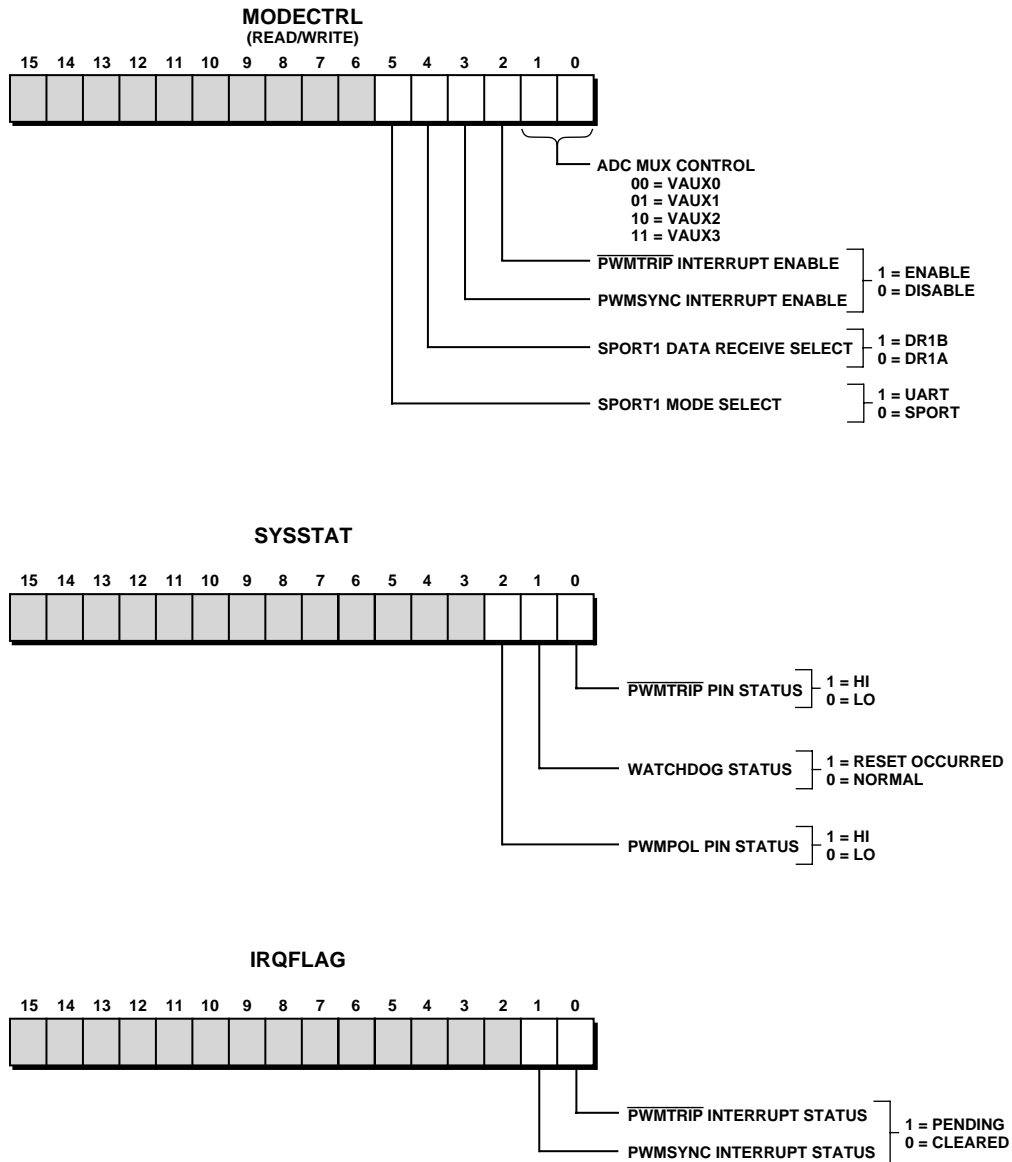 MODECTRL
(READ/WRITE)
15 14 13 12 11 10 9 8 7 6 5 4 3 2 1 0
ADC MUX CONTROL
00 = VAUX0
01 = VAUX1
10 = VAUX2
11 = VAUX3
PWMTRIP INTERRUPT ENABLE
PWMSYNC INTERRUPT ENABLE
1 = ENABLE
0 = DISABLE
SPORT1 DATA RECEIVE SELECT
1 = DR1B
0 = DR1A
SPORT1 MODE SELECT
1 = UART
0 = SPORT
SYSSTAT
15 14 13 12 11 10 9 8 7 6 5 4 3 2 1 0
PWMTRIP PIN STATUS
1 = HI
0 = LO
WATCHDOG STATUS
1 = RESET OCCURRED
0 = NORMAL
PWMPOL PIN STATUS
1 = HI
0 = LO
IRQFLAG
15 14 13 12 11 10 9 8 7 6 5 4 3 2 1 0
PWMTRIP INTERRUPT STATUS
PWMSYNC INTERRUPT STATUS
1 = PENDING
0 = CLEARED